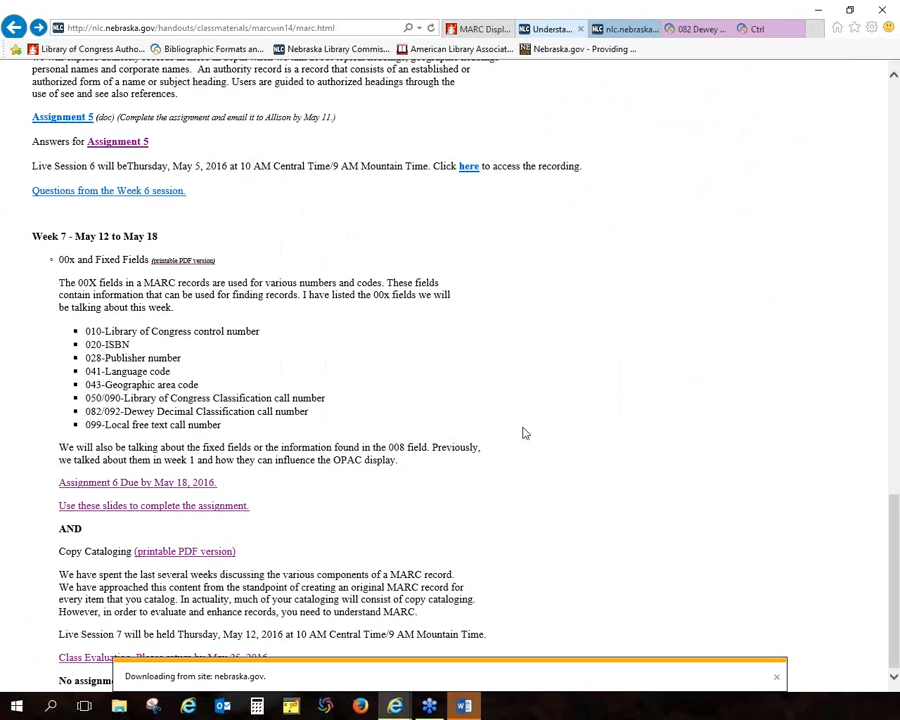 http://nlc.nebraska.gov/handouts/classmaterials/marcwin14/marc.html
MARC Displ...
Understa...
nlc.nebraska....
082 Dewey ...
Ctrl
Library of Congress Autho...
Bibliographic Formats an...
Nebraska Library Commis...
American Library Associat...
Nebraska.gov - Providing ...
personal names and corporate names. An authority record is a record that consists of an established or
authorized form of a name or subject heading. Users are guided to authorized headings through the
use of see and see also references.
Assignment 5 (doc) (Complete the assignment and email it to Allison by May 11.)
Answers for Assignment 5
Live Session 6 will beThursday, May 5, 2016 at 10 AM Central Time/9 AM Mountain Time. Click here to access the recording.
Questions from the Week 6 session.
Week 7 - May 12 to May 18
00x and Fixed Fields (printable PDF version)
The 00X fields in a MARC records are used for various numbers and codes. These fields
contain information that can be used for finding records. I have listed the 00x fields we will
be talking about this week.
010-Library of Congress control number
020-ISBN
028-Publisher number
041-Language code
043-Geographic area code
050/090-Library of Congress Classification call number
082/092-Dewey Decimal Classification call number
099-Local free text call number
We will also be talking about the fixed fields or the information found in the 008 field. Previously,
we talked about them in week 1 and how they can influence the OPAC display.
Assignment 6 Due by May 18, 2016.
Use these slides to complete the assignment.
AND
Copy Cataloging (printable PDF version)
We have spent the last several weeks discussing the various components of a MARC record.
We have approached this content from the standpoint of creating an original MARC record for
every item that you catalog. In actuality, much of your cataloging will consist of copy cataloging.
However, in order to evaluate and enhance records, you need to understand MARC.
Live Session 7 will be held Thursday, May 12, 2016 at 10 AM Central Time/9 AM Mountain Time.
Class Evaluation. Please return by May 25, 2016
No assignm
Downloading from site: nebraska.gov.